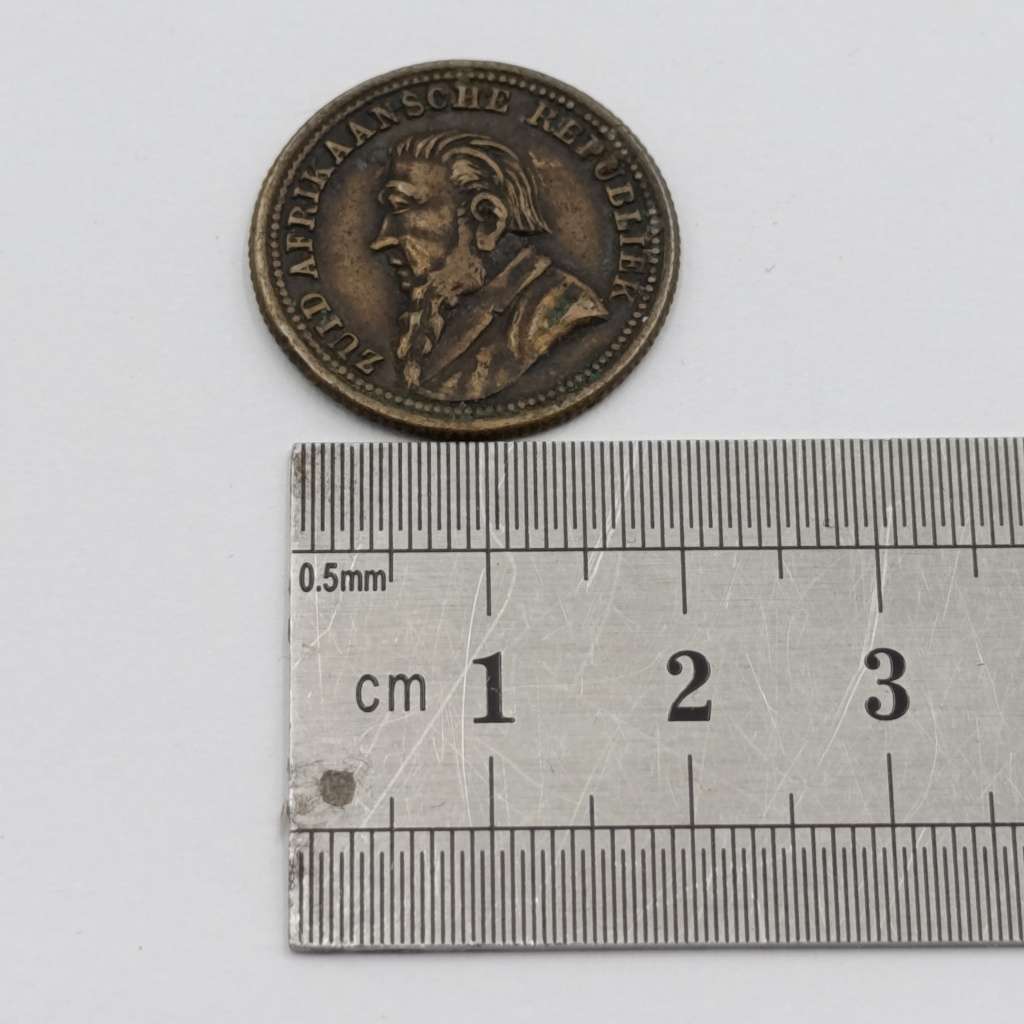 ZUID AFRIKAANSCHE REPUBLIEK
0.5mm
cm 1 2 3